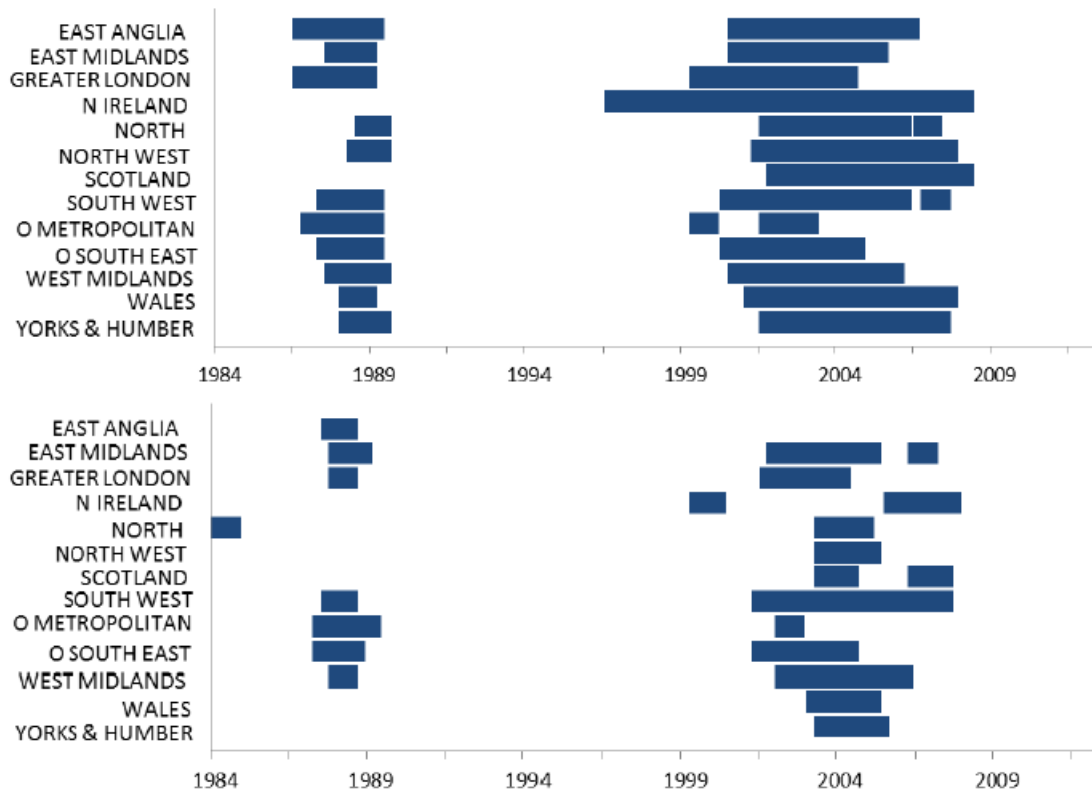 EAST ANGLIA
EAST MIDLANDS
GREATER LONDON
N IRELAND
NORTH
NORTH WEST
SCOTLAND
SOUTH WEST
O METROPOLITAN
O SOUTH EAST
WEST MIDLANDS
WALES
YORKS & HUMBER
1984 1989 1994 1999 2004 2009
EAST ANGLIA
EAST MIDLANDS
GREATER LONDON
N IRELAND
NORTH
NORTH WEST
SCOTLAND
SOUTH WEST
O METROPOLITAN
O SOUTH EAST
WEST MIDLANDS
WALES
YORKS & HUMBER
1984 1989 1994 1999 2004 2009